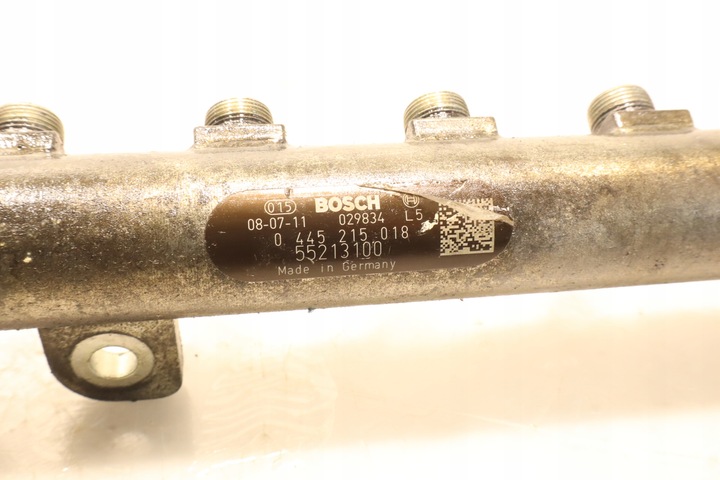 015 BOSCH
08-07-11 029834 L5
0 445 215 018
55213100
Made in Germany